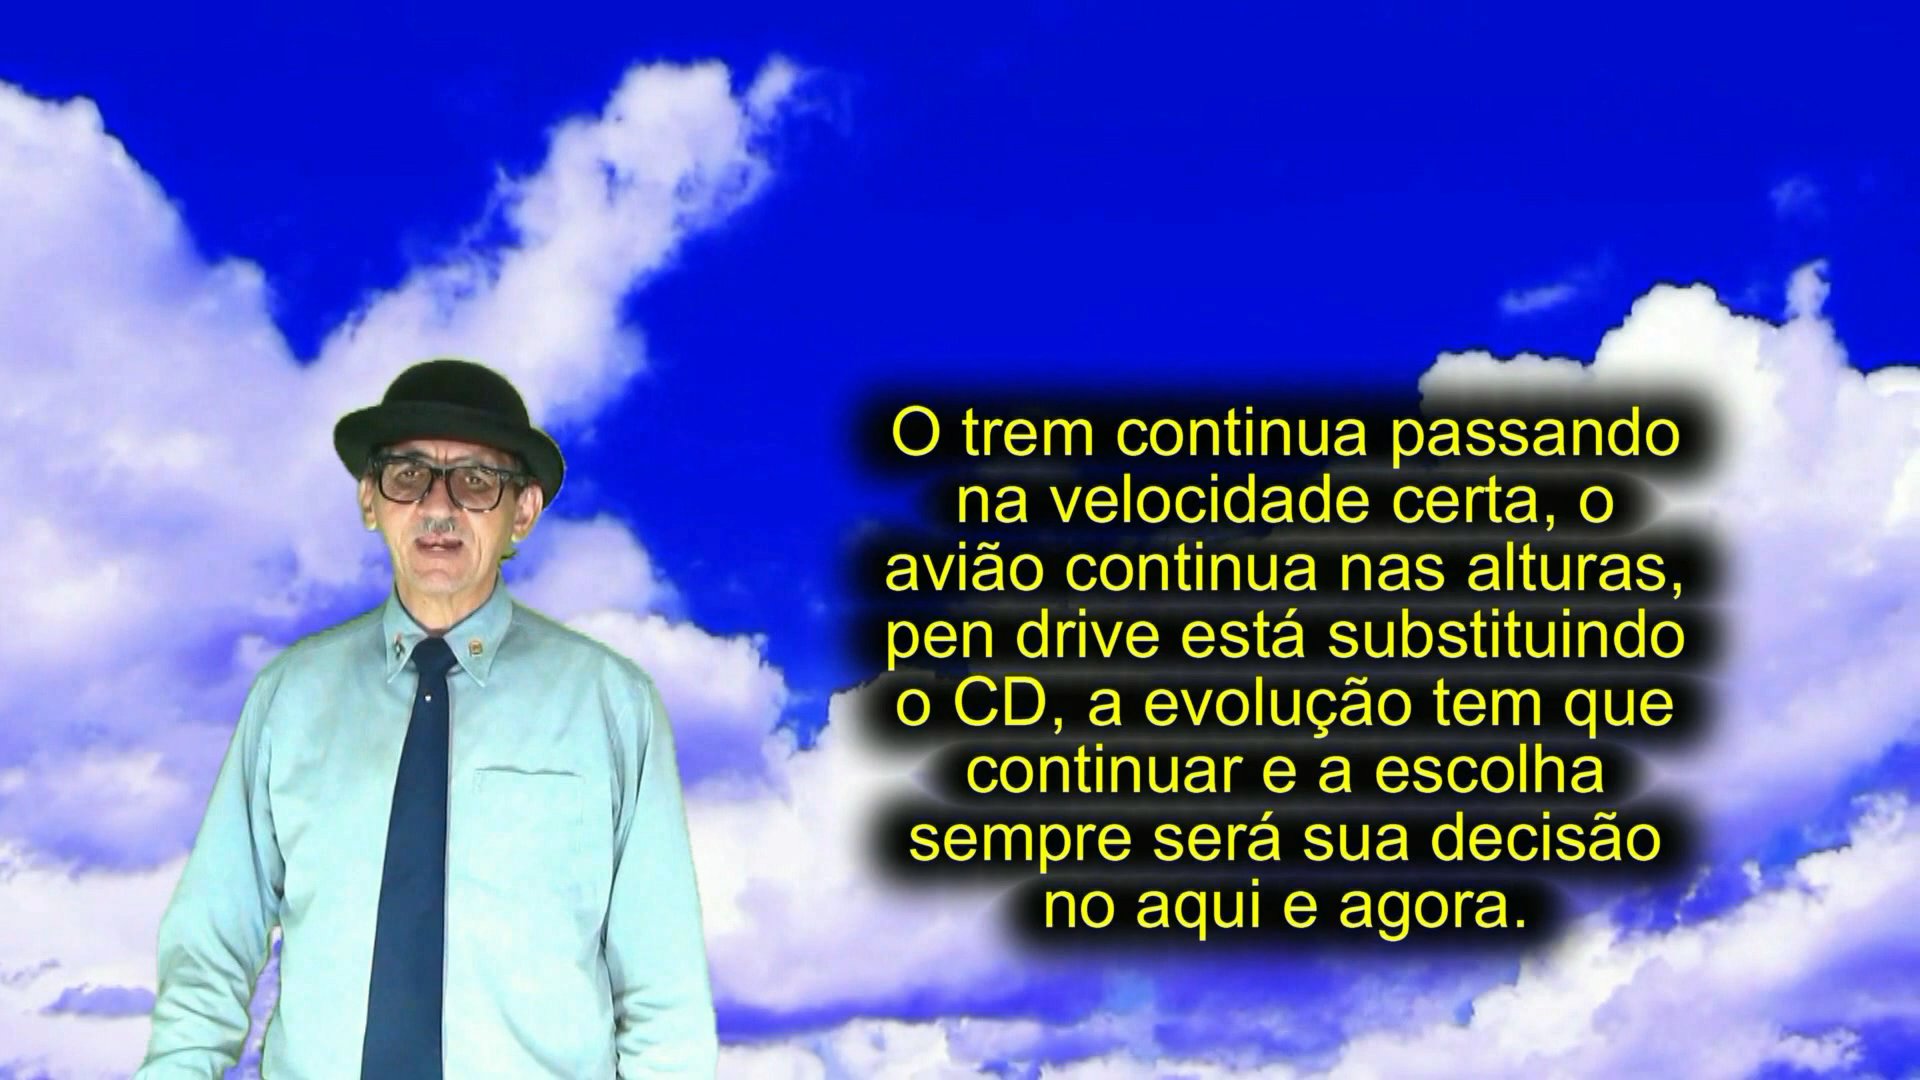 O trem continua passando
na velocidade certa, o
avião continua nas alturas,
pen drive está substituindo
o CD, a evolução tem que
continuar e a escolha
sempre será sua decisão
no aqui e agora.